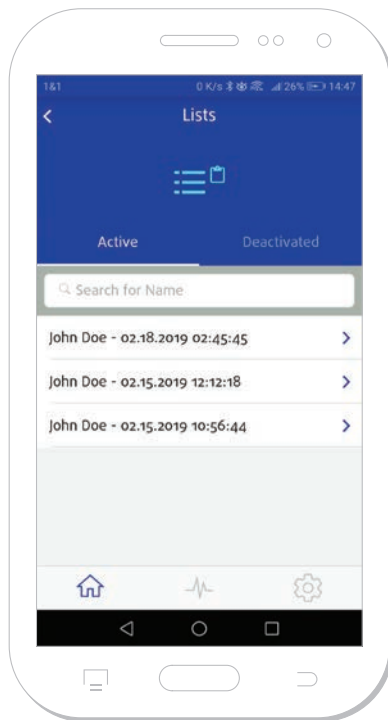 1&1 0 K/s 26% 14:47
Lists
Active Deactivated
Search for Name
John Doe - 02.18.2019 02:45:45
John Doe - 02.15.2019 12:12:18
John Doe - 02.15.2019 10:56:44